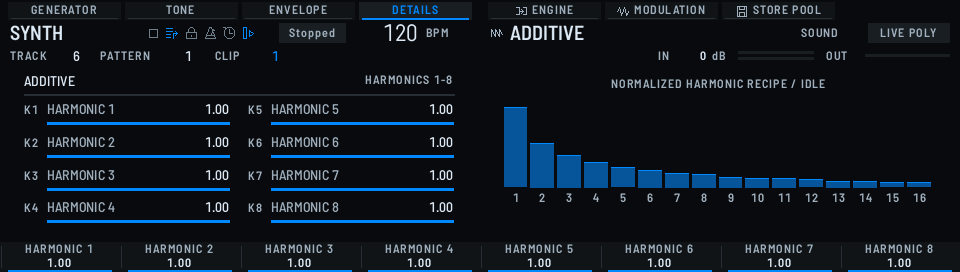 GENERATOR TONE ENVELOPE DETAILS ENGINE MODULATION STORE POOL
SYNTH Stopped 120 BPM ADDITIVE SOUND LIVE POLY
TRACK 6 PATTERN 1 CLIP 1 IN 0 dB OUT
ADDITIVE HARMONICS 1-8
NORMALIZED HARMONIC RECIPE / IDLE
K1 HARMONIC 1 1.00 K5 HARMONIC 5 1.00
K2 HARMONIC 2 1.00 K6 HARMONIC 6 1.00
K3 HARMONIC 3 1.00 K7 HARMONIC 7 1.00
K4 HARMONIC 4 1.00 K8 HARMONIC 8 1.00
1 2 3 4 5 6 7 8 9 10 11 12 13 14 15 16
HARMONIC 1 HARMONIC 2 HARMONIC 3 HARMONIC 4 HARMONIC 5 HARMONIC 6 HARMONIC 7 HARMONIC 8
1.00 1.00 1.00 1.00 1.00 1.00 1.00 1.00